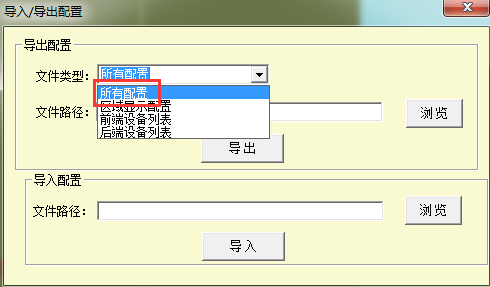 导入/导出配置
导出配置
文件类型：
所有配置
所有配置
区域显示配置
前端设备列表
后端设备列表
文件路径：
浏览
导出
导入配置
文件路径：
浏览
导入